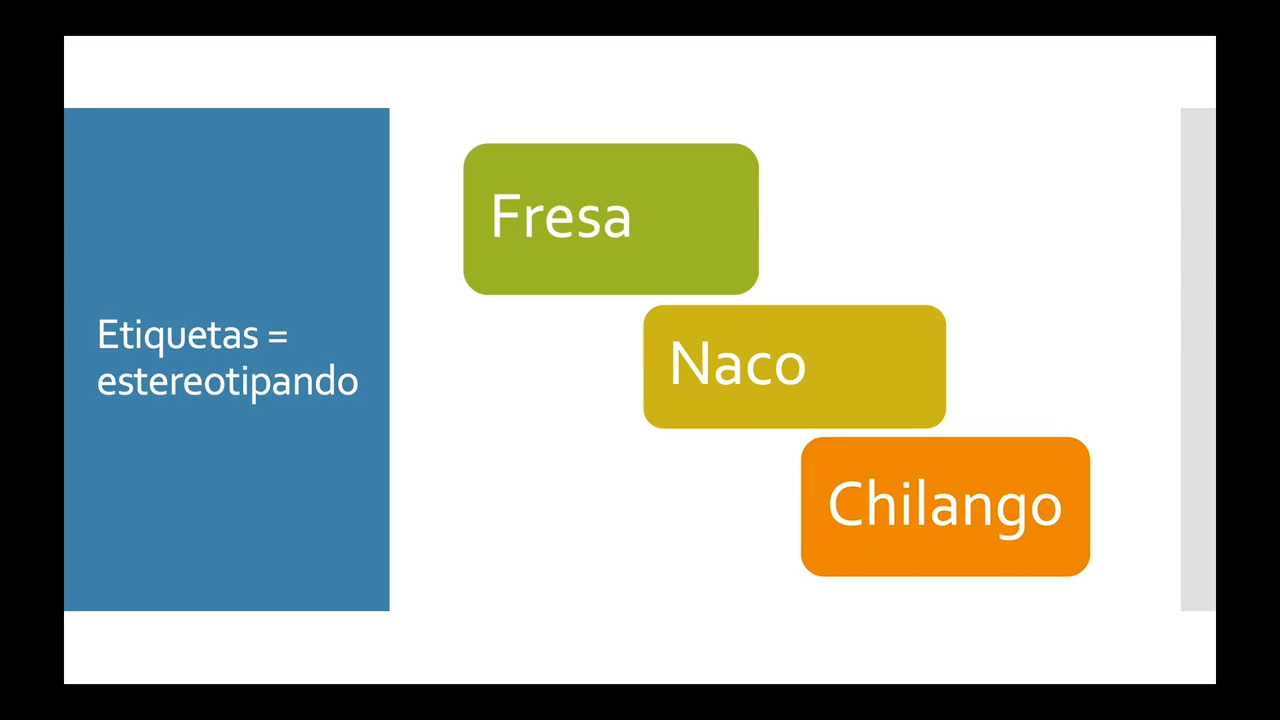 Etiquetas =
estereotipando
Fresa
Naco
Chilango